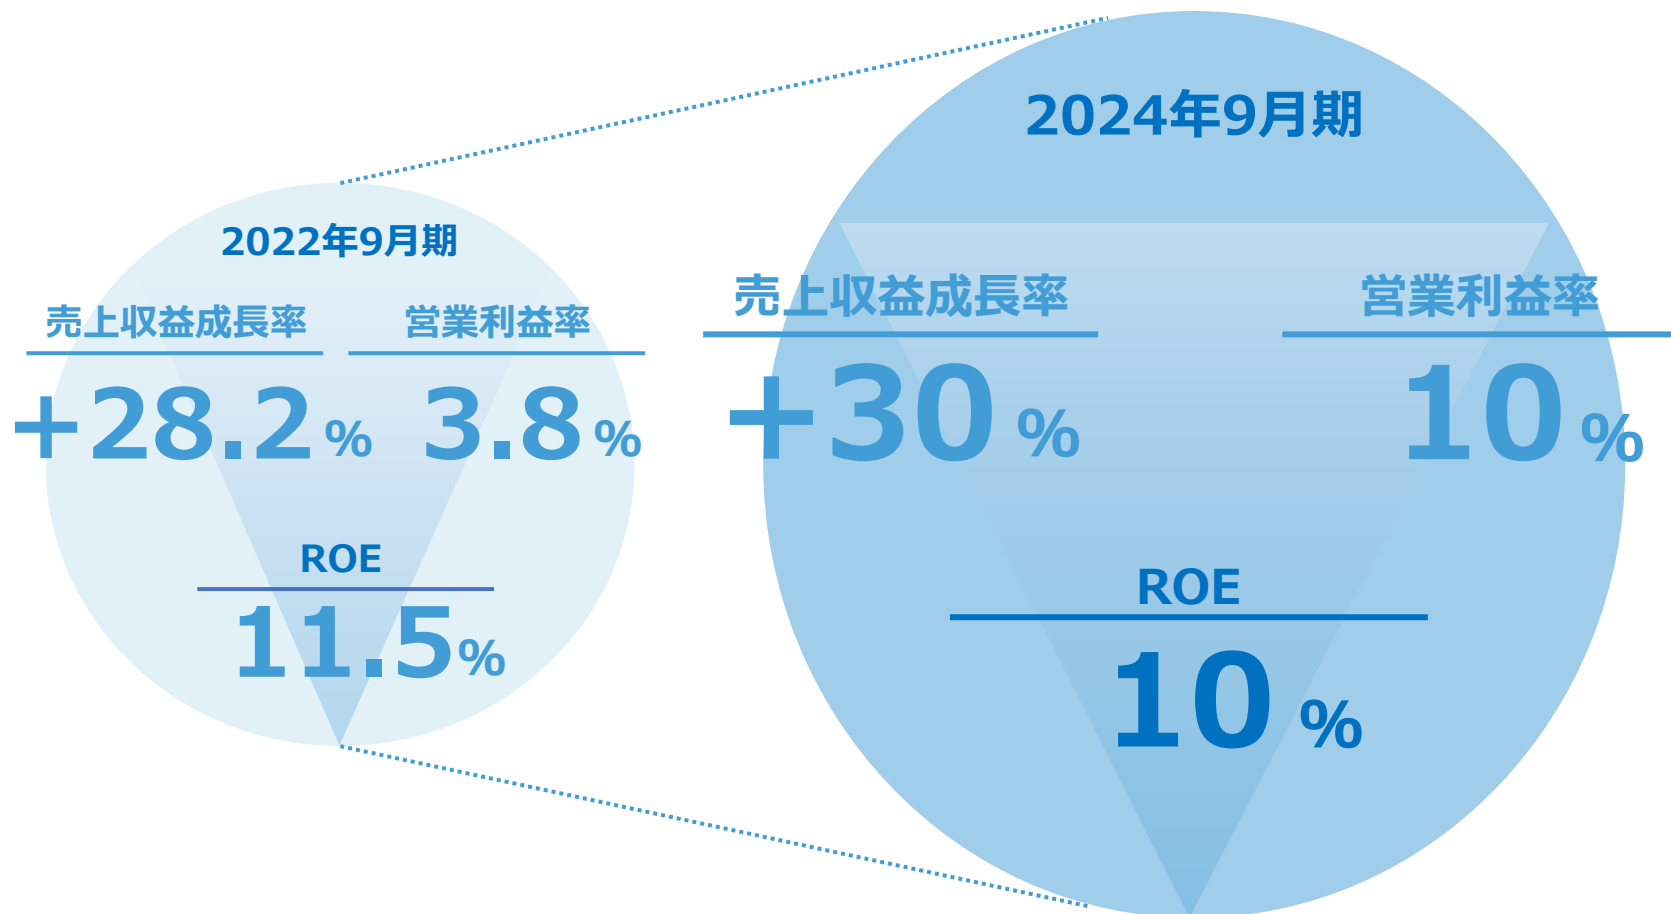 2022年9月期
売上収益成長率
+28.2%
営業利益率
3.8%
ROE
11.5%
2024年9月期
売上収益成長率
+30%
営業利益率
10%
ROE
10%